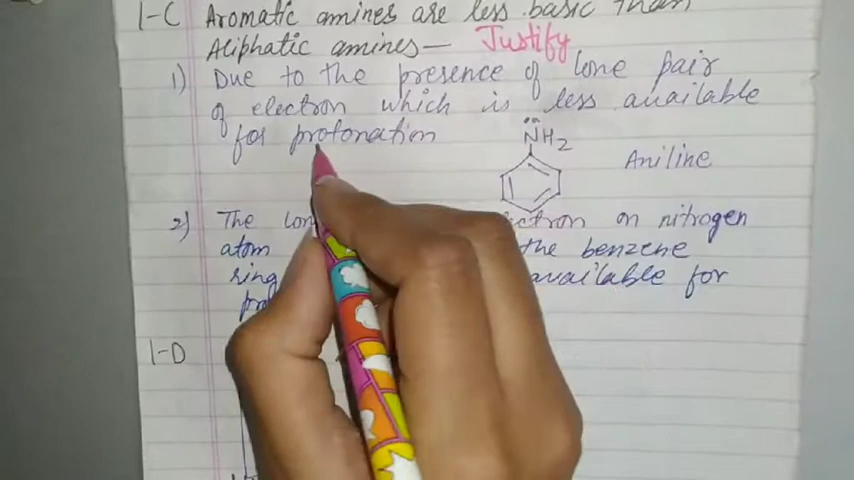 1-C Aromatic amines are less basic than
Aliphatic amines— Justify
1) Due to the presence of lone pair
of electron which is less available
for protonation
N̈H2
Aniline
2) The lon
ctron on nitrogen
atom
the benzene
ring
available for
1-D